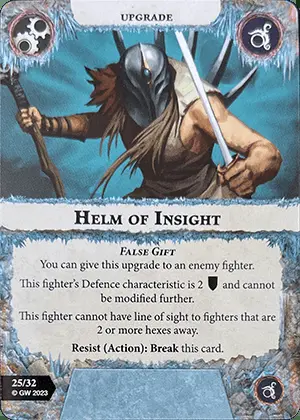 UPGRADE
HELM OF INSIGHT
FALSE GIFT
You can give this upgrade to an enemy fighter.
This fighter's Defence characteristic is 2 and cannot
be modified further.
This fighter cannot have line of sight to fighters that are
2 or more hexes away.
Resist (Action): Break this card.
25/32
© GW 2023